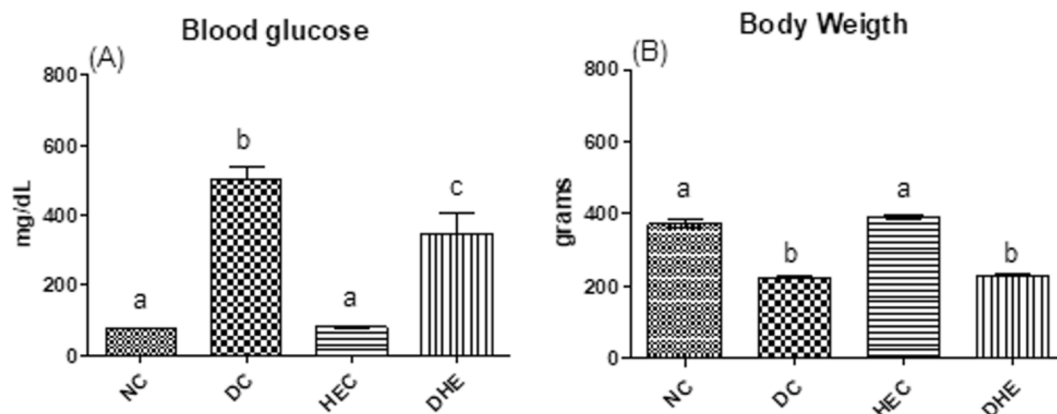 Blood glucose
(A)
800
600
400
200
0
mg/dL
a
b
a
c
NC
DC
HEC
DHE
Body Weigth
(B)
800
600
400
200
0
grams
a
b
a
b
NC
DC
HEC
DHE